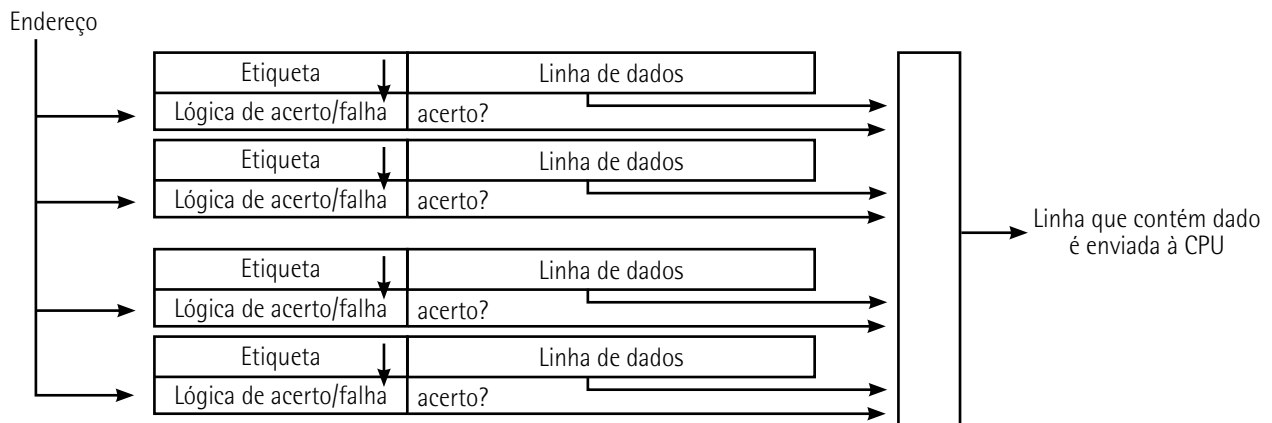 Endereço
Etiqueta Linha de dados
Lógica de acerto/falha acerto?
Etiqueta Linha de dados
Lógica de acerto/falha acerto?
Linha que contém dado
é enviada à CPU
Etiqueta Linha de dados
Lógica de acerto/falha acerto?
Etiqueta Linha de dados
Lógica de acerto/falha acerto?